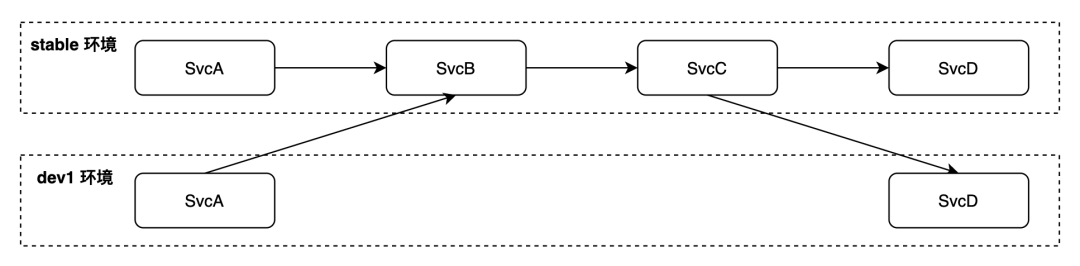 stable 环境
SvcA
SvcB
SvcC
SvcD
dev1 环境
SvcA
SvcD